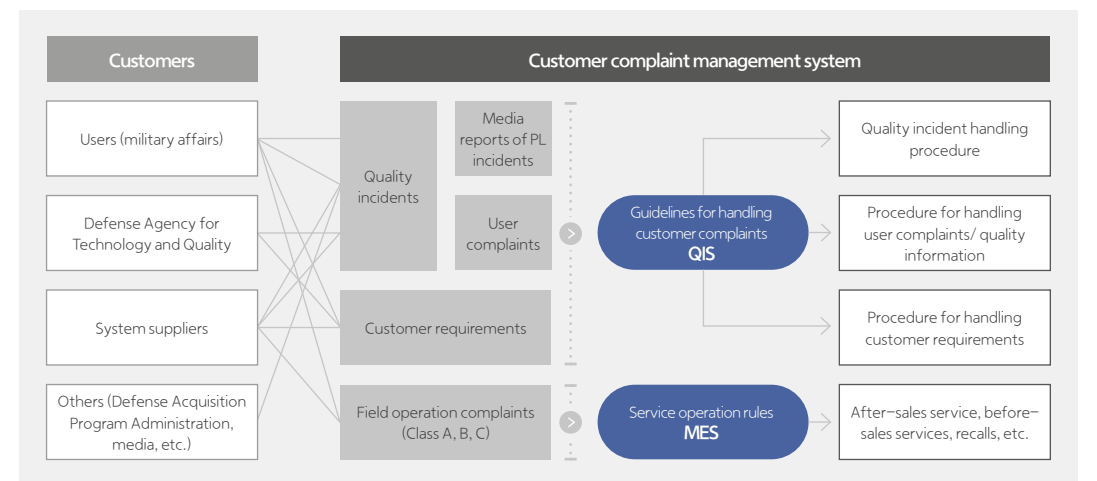 Customers
Customer complaint management system
Users (military affairs)
Defense Agency for
Technology and Quality
System suppliers
Others (Defense Acquisition
Program Administration,
media, etc.)
Quality
incidents
Media
reports of PL
incidents
User
complaints
Customer requirements
Field operation complaints
(Class A, B, C)
Guidelines for handling
customer complaints
QIS
Service operation rules
MES
Quality incident handling
procedure
Procedure for handling
user complaints/ quality
information
Procedure for handling
customer requirements
After–sales service, before–
sales services, recalls, etc.